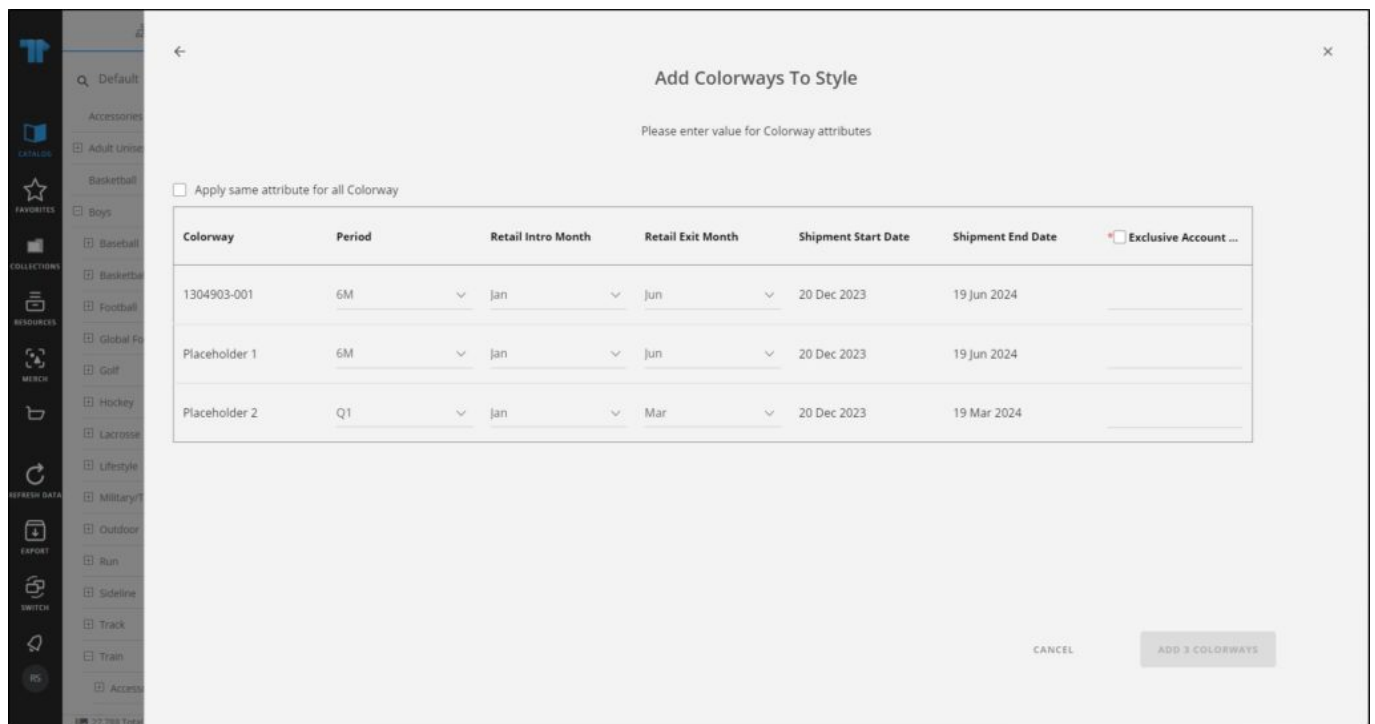 Add Colorways To Style
Please enter value for Colorway attributes
Apply same attribute for all Colorway
Colorway Period Retail Intro Month Retail Exit Month Shipment Start Date Shipment End Date * Exclusive Account ...
1304903-001 6M Jan Jun 20 Dec 2023 19 Jun 2024
Placeholder 1 6M Jan Jun 20 Dec 2023 19 Jun 2024
Placeholder 2 Q1 Jan Mar 20 Dec 2023 19 Mar 2024
CANCEL ADD 3 COLORWAYS
CATALOG
FAVORITES
COLLECTIONS
RESOURCES
MERCH
REFRESH DATA
EXPORT
SWITCH
RS
Default
Accessories
Adult Unise
Basketball
Boys
Baseball
Basketba
Football
Global Fo
Golf
Hockey
Lacrosse
Lifestyle
Military/T
Outdoor
Run
Sideline
Track
Train
Access